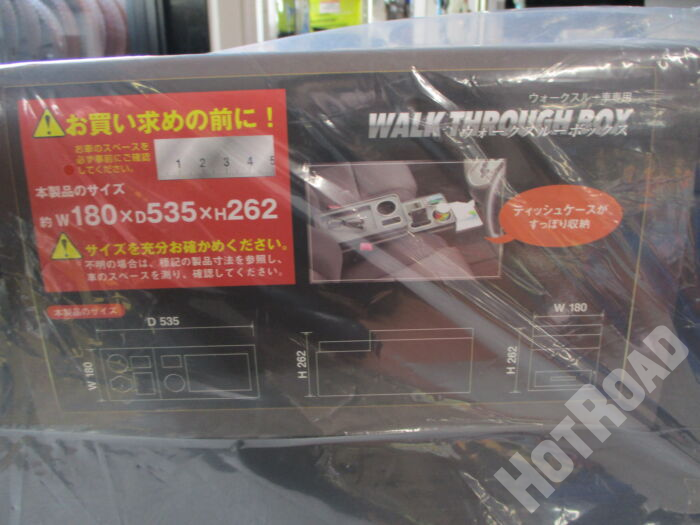 お買い求めの前に！
お車のスペースを
必ず事前にご確認
してください。
1 2 3 4 5
本製品のサイズ
約 W180×D535×H262
サイズを充分お確かめください。
不明の場合は、標記の製品寸法を参照し、
車のスペースを測り、確認してください。
ウォークスルー車専用
WALK THROUGH BOX
ウォークスルーボックス
ティッシュケースが
すっぽり収納
本製品のサイズ
D 535
W 180
H 262
W 180
H 262
HOTROAD